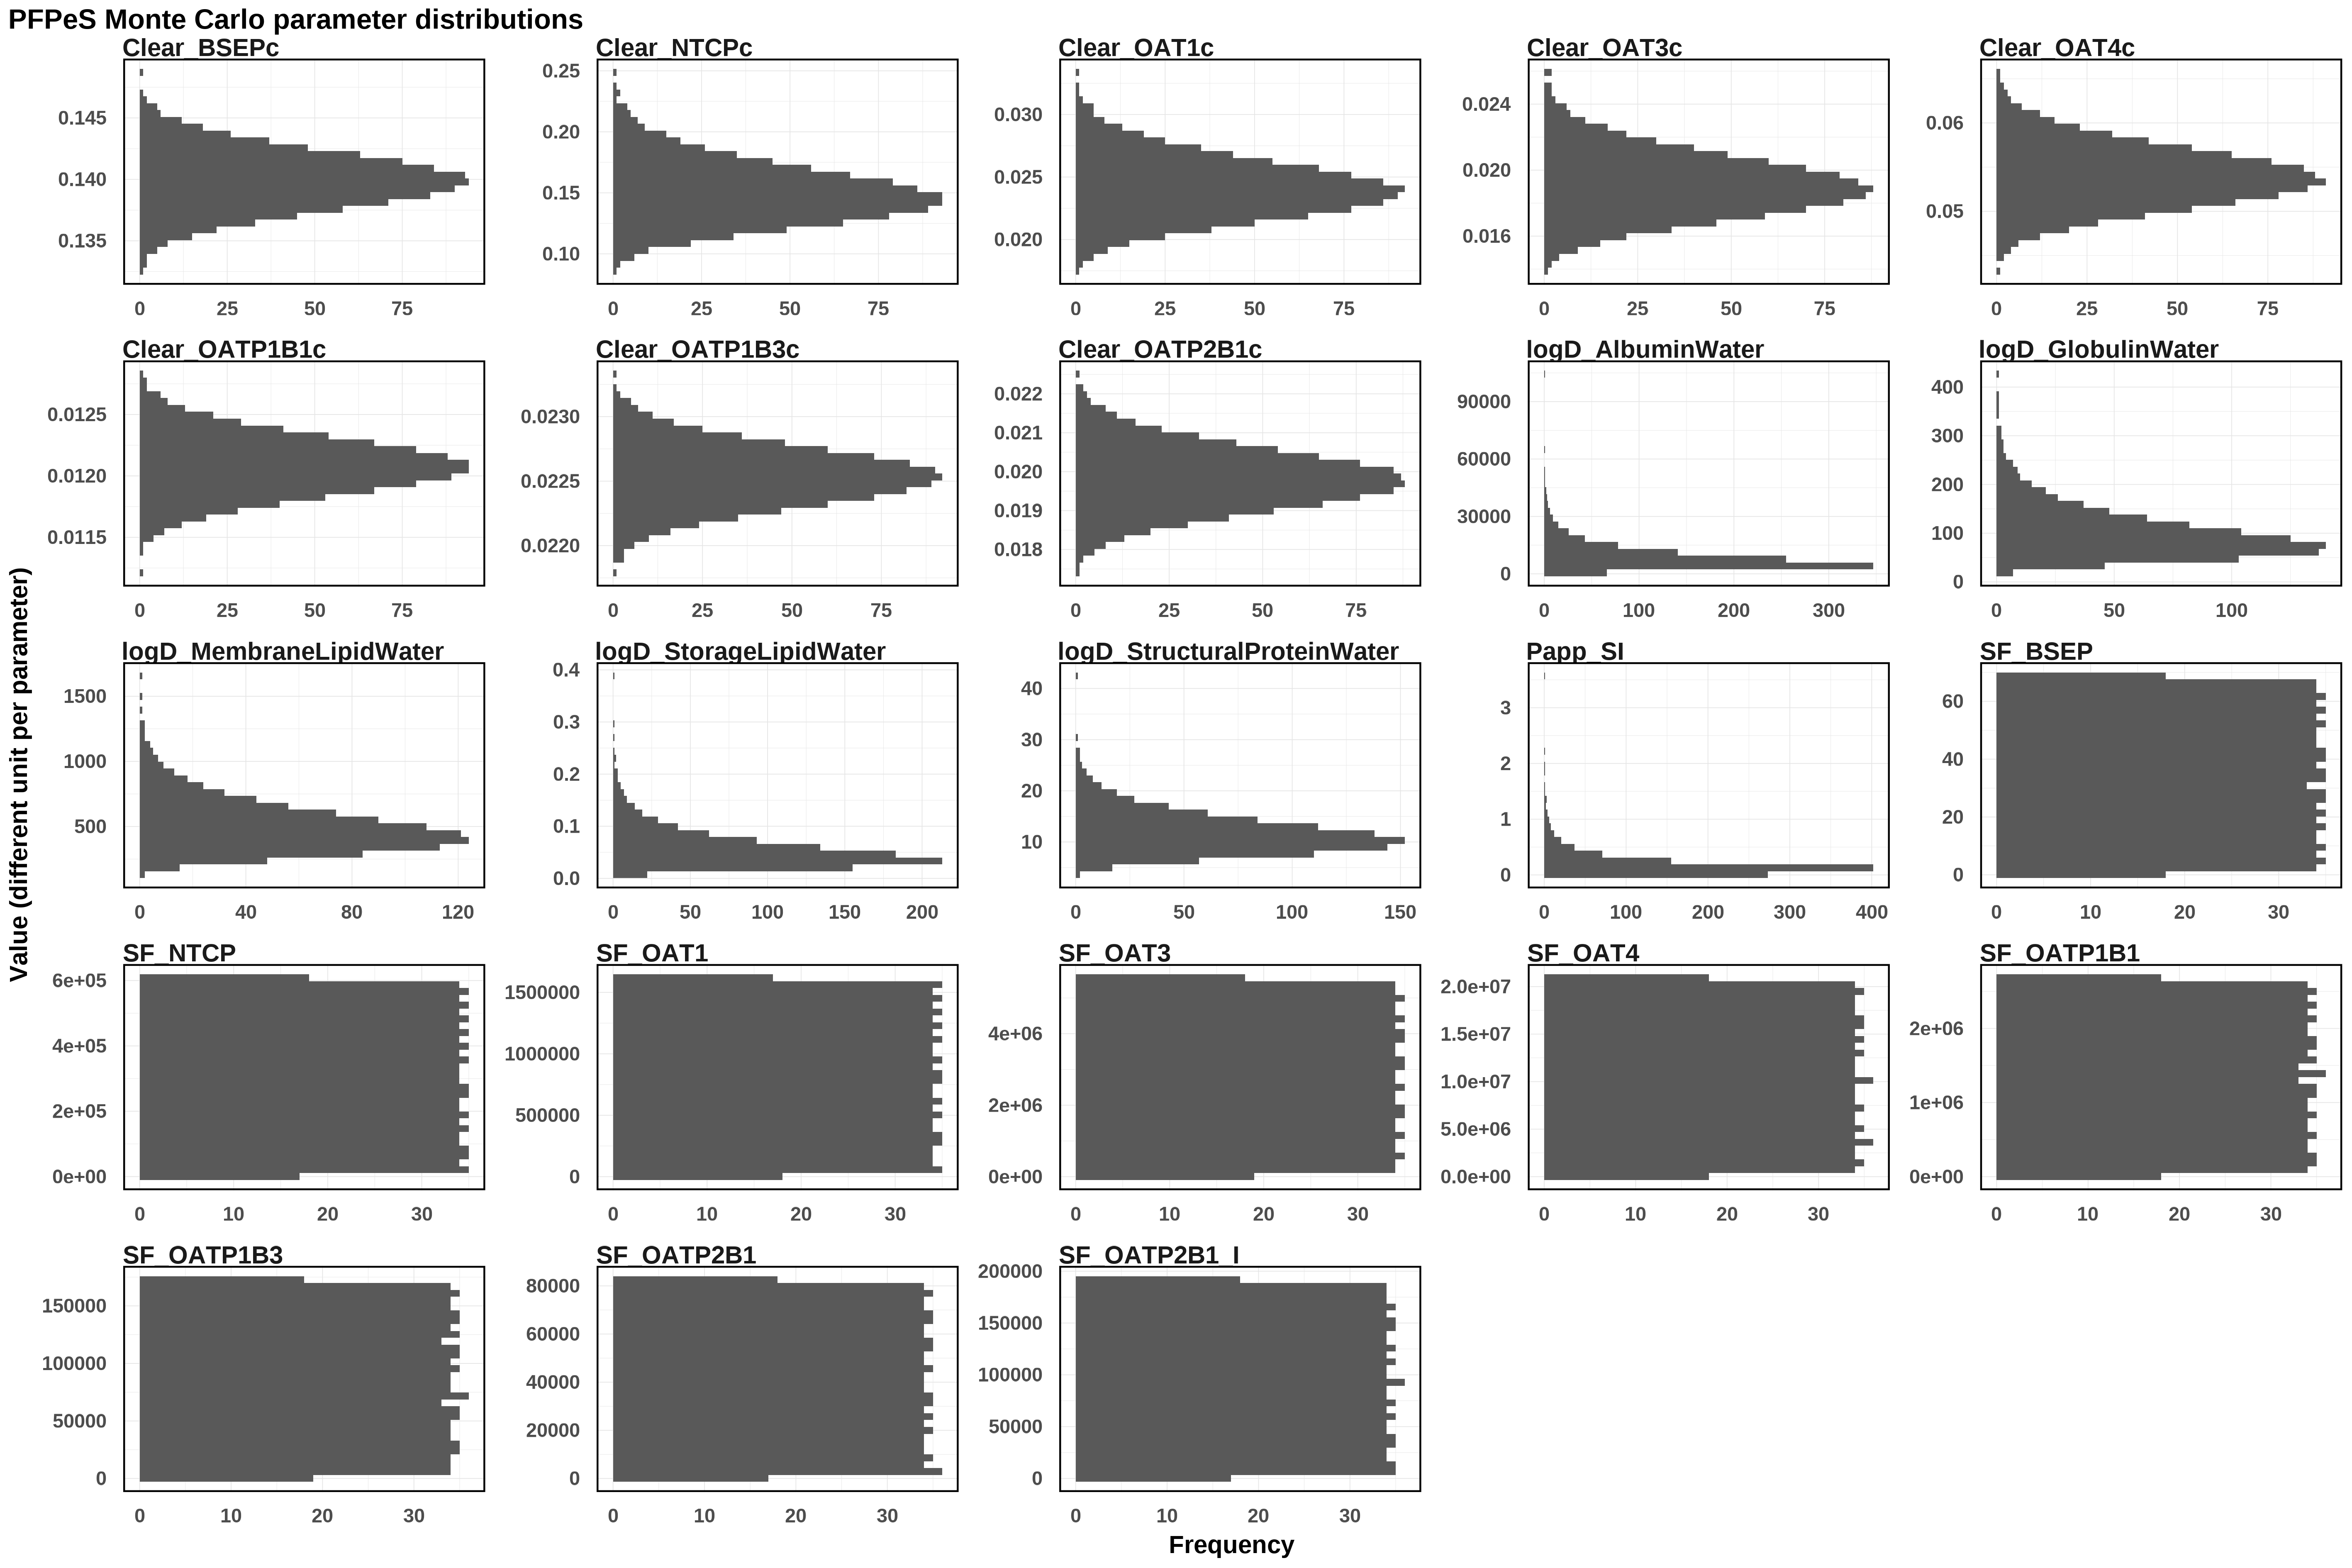 PFPeS Monte Carlo parameter distributions
Clear_BSEPc Clear_NTCPc Clear_OAT1c Clear_OAT3c Clear_OAT4c
0.145 0.140 0.135
0.25 0.20 0.15 0.10
0.030 0.025 0.020
0.024 0.020 0.016
0.06 0.05
0 25 50 75 0 25 50 75 0 25 50 75 0 25 50 75 0 25 50 75
Clear_OATP1B1c Clear_OATP1B3c Clear_OATP2B1c logD_AlbuminWater logD_GlobulinWater
0.0125 0.0120 0.0115
0.0230 0.0225 0.0220
0.022 0.021 0.020 0.019 0.018
90000 60000 30000 0
400 300 200 100 0
0 25 50 75 0 25 50 75 0 25 50 75 0 100 200 300 0 50 100
logD_MembraneLipidWater logD_StorageLipidWater logD_StructuralProteinWater Papp_SI SF_BSEP
1500 1000 500
0.4 0.3 0.2 0.1 0.0
40 30 20 10
3 2 1 0
60 40 20 0
0 40 80 120 0 50 100 150 200 0 50 100 150 0 100 200 300 400 0 10 20 30
SF_NTCP SF_OAT1 SF_OAT3 SF_OAT4 SF_OATP1B1
6e+05 4e+05 2e+05 0e+00
1500000 1000000 500000 0
4e+06 2e+06 0e+00
2.0e+07 1.5e+07 1.0e+07 5.0e+06 0.0e+00
2e+06 1e+06 0e+00
0 10 20 30 0 10 20 30 0 10 20 30 0 10 20 30 0 10 20 30
SF_OATP1B3 SF_OATP2B1 SF_OATP2B1_I
150000 100000 50000 0
80000 60000 40000 20000 0
200000 150000 100000 50000 0
0 10 20 30 0 10 20 30 0 10 20 30
Value (different unit per parameter)
Frequency